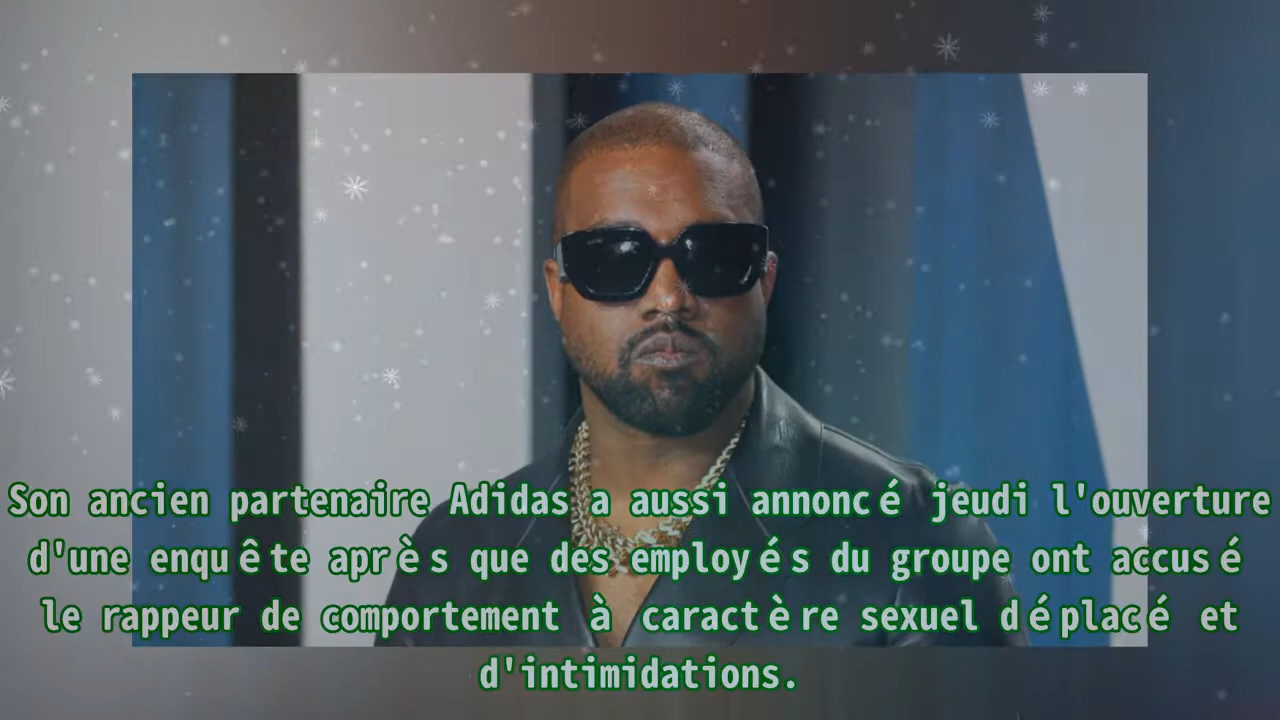 Son ancien partenaire Adidas a aussi annoncé jeudi l'ouverture
d'une enquête après que des employés du groupe ont accusé
le rappeur de comportement à caractère sexuel déplacé et
d'intimidations.